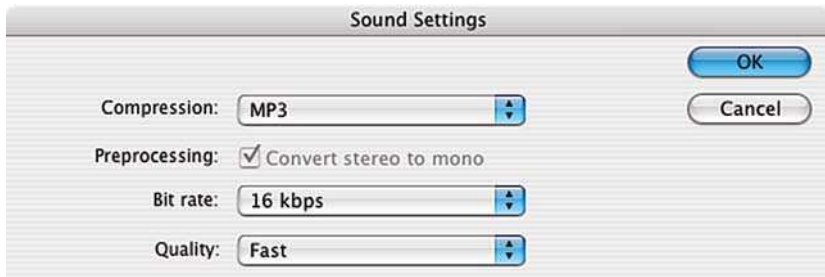 Sound Settings
OK
Compression: MP3
Cancel
Preprocessing: Convert stereo to mono
Bit rate: 16 kbps
Quality: Fast